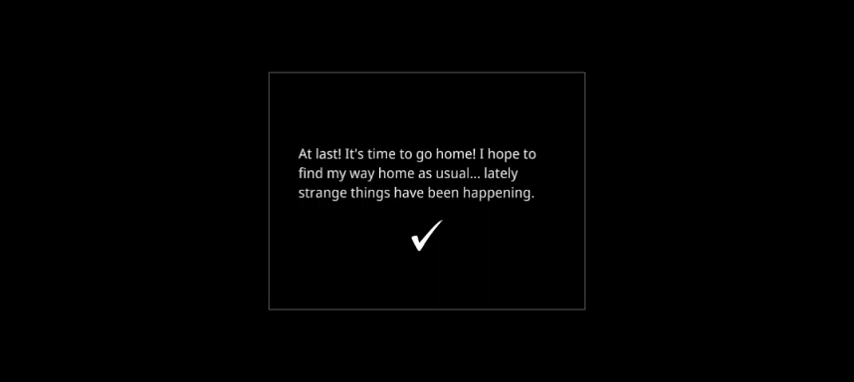 At last! It's time to go home! I hope to
find my way home as usual... lately
strange things have been happening.